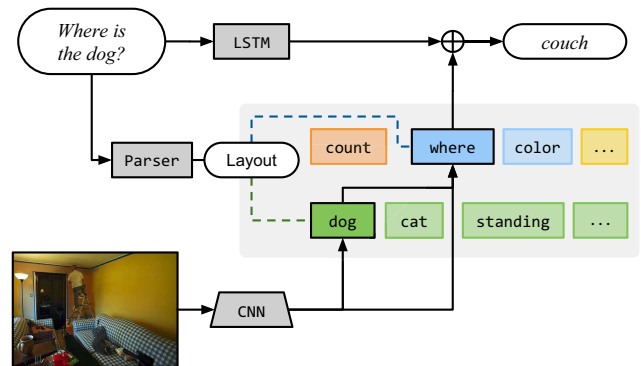 Where is
the dog?
LSTM
couch
Parser
Layout
count
where
color
...
dog
cat
standing
...
CNN